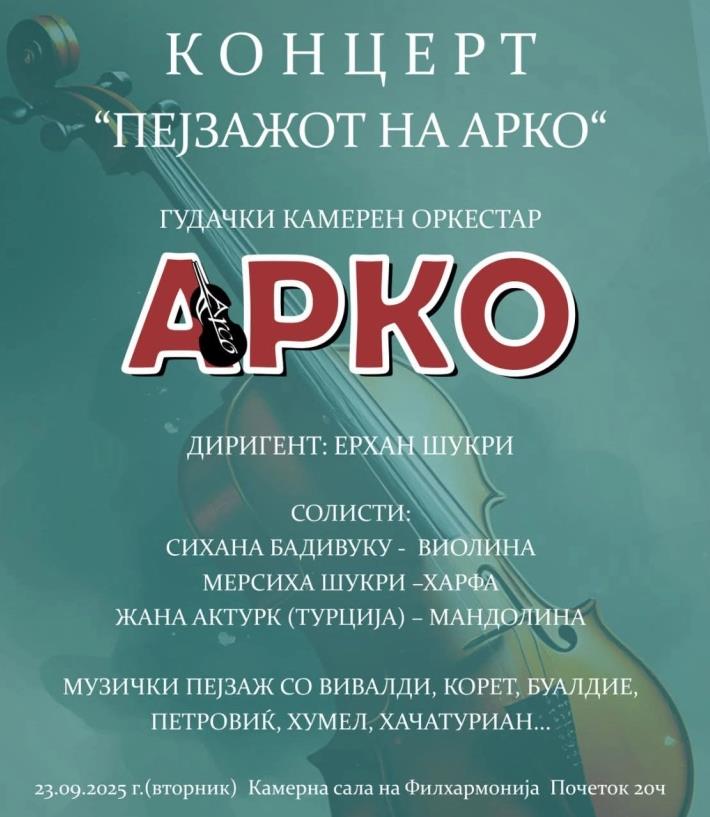 КОНЦЕРТ
“ПЕЈЗАЖОТ НА АРКО“
ГУДАЧКИ КАМЕРЕН ОРКЕСТАР
АРКО
Арсо
ДИРИГЕНТ: ЕРХАН ШУКРИ
СОЛИСТИ:
СИХАНА БАДИВУКУ - ВИОЛИНА
МЕРСИХА ШУКРИ –ХАРФА
ЖАНА АКТУРК (ТУРЦИЈА) – МАНДОЛИНА
МУЗИЧКИ ПЕЈЗАЖ СО ВИВАЛДИ, КОРЕТ, БУАЛДИЕ,
ПЕТРОВИЌ, ХУМЕЛ, ХАЧАТУРИАН...
23.09.2025 г.(вторник) Камерна сала на Филхармонија Почеток 20ч